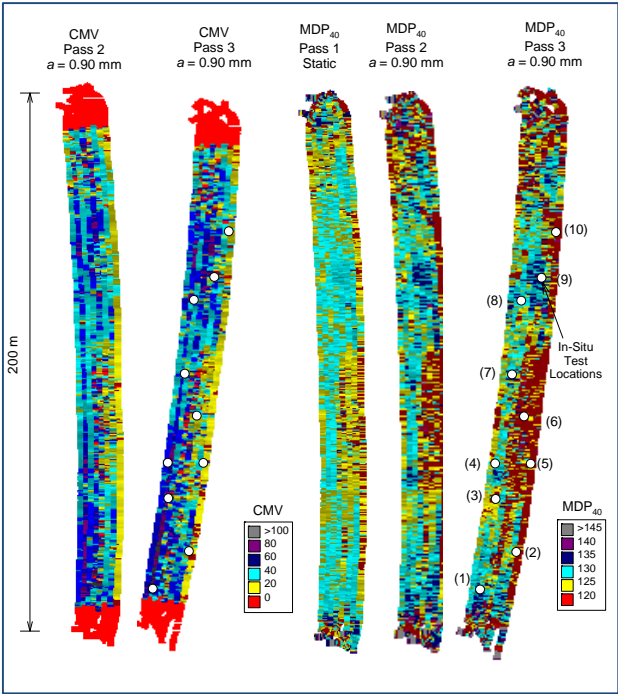 CMV
Pass 2
a = 0.90 mm
CMV
Pass 3
a = 0.90 mm
MDP40
Pass 1
Static
MDP40
Pass 2
a = 0.90 mm
MDP40
Pass 3
a = 0.90 mm
200 m
(10)
(9)
(8)
In-Situ
Test
Locations
(7)
(6)
(4)
(5)
(3)
(2)
(1)
CMV
>100
80
60
40
20
0
MDP40
>145
140
135
130
125
120